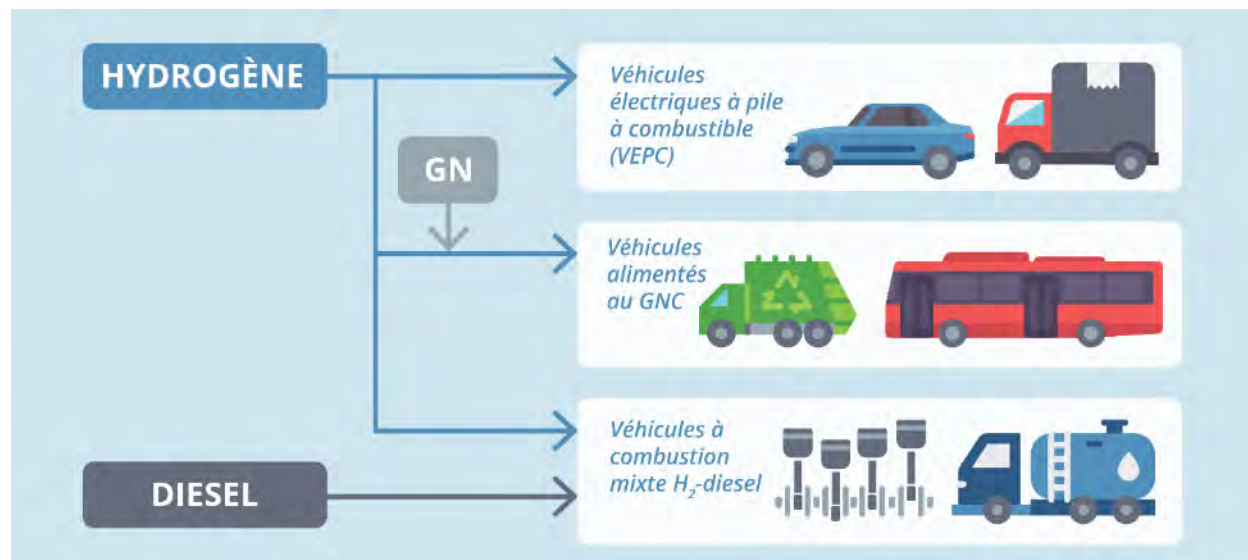 HYDROGÈNE
Véhicules
électriques à pile
à combustible
(VEPC)
GN
Véhicules
alimentés
au GNC
Véhicules à
combustion
mixte H₂-diesel
DIESEL